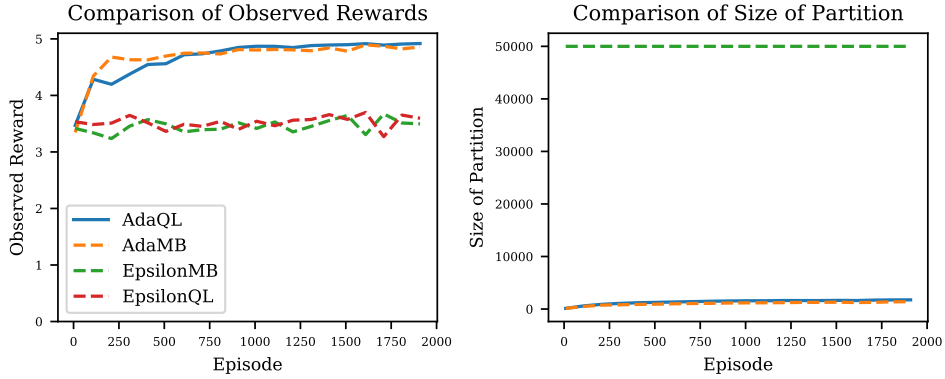 Comparison of Observed Rewards
Observed Reward
5
4
3
2
1
0
AdaQL
AdaMB
EpsilonMB
EpsilonQL
0 250 500 750 1000 1250 1500 1750 2000
Episode
Comparison of Size of Partition
Size of Partition
50000
40000
30000
20000
10000
0
0 250 500 750 1000 1250 1500 1750 2000
Episode